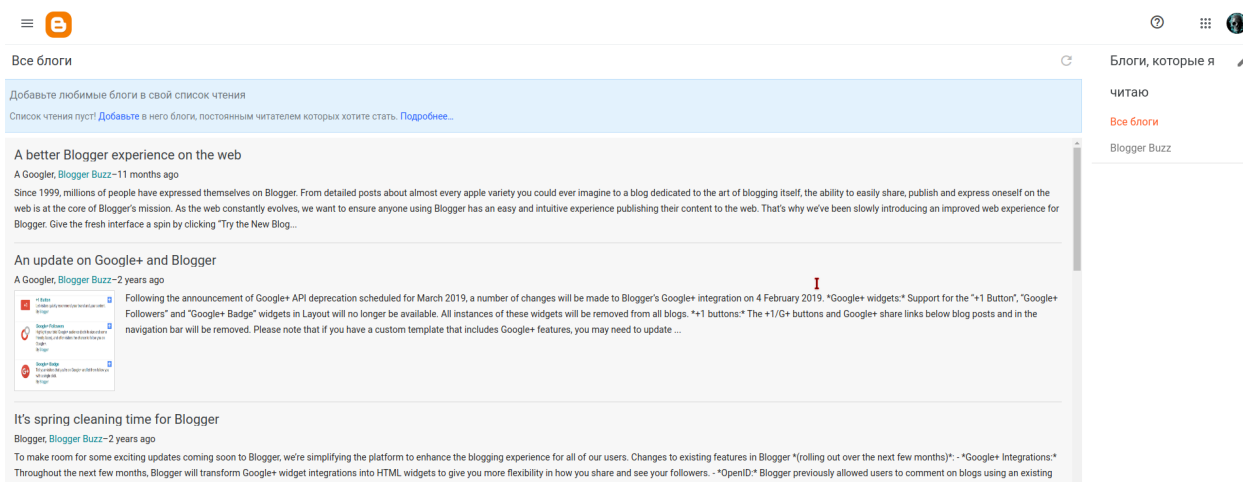 Все блоги
Блоги, которые я
читаю
Все блоги
Blogger Buzz
Добавьте любимые блоги в свой список чтения
Список чтения пуст! Добавьте в него блоги, постоянным читателем которых хотите стать. Подробнее…
A better Blogger experience on the web
A Googler, Blogger Buzz–11 months ago
Since 1999, millions of people have expressed themselves on Blogger. From detailed posts about almost every apple variety you could ever imagine to a blog dedicated to the art of blogging itself, the ability to easily share, publish and express oneself on the
web is at the core of Blogger's mission. As the web constantly evolves, we want to ensure anyone using Blogger has an easy and intuitive experience publishing their content to the web. That's why we've been slowly introducing an improved web experience for
Blogger. Give the fresh interface a spin by clicking "Try the New Blog...
An update on Google+ and Blogger
A Googler, Blogger Buzz–2 years ago
Following the announcement of Google+ API deprecation scheduled for March 2019, a number of changes will be made to Blogger's Google+ integration on 4 February 2019. *Google+ widgets:* Support for the "+1 Button", "Google+
Followers" and "Google+ Badge" widgets in Layout will no longer be available. All instances of these widgets will be removed from all blogs. *+1 buttons:* The +1/G+ buttons and Google+ share links below blog posts and in the
navigation bar will be removed. Please note that if you have a custom template that includes Google+ features, you may need to update ...
+1 Button
Google+ Followers
Google+ Badge
It's spring cleaning time for Blogger
Blogger, Blogger Buzz–2 years ago
To make room for some exciting updates coming soon to Blogger, we're simplifying the platform to enhance the blogging experience for all of our users. Changes to existing features in Blogger *(rolling out over the next few months)*: - *Google+ Integrations:*
Throughout the next few months, Blogger will transform Google+ widget integrations into HTML widgets to give you more flexibility in how you share and see your followers. - *OpenID:* Blogger previously allowed users to comment on blogs using an existing